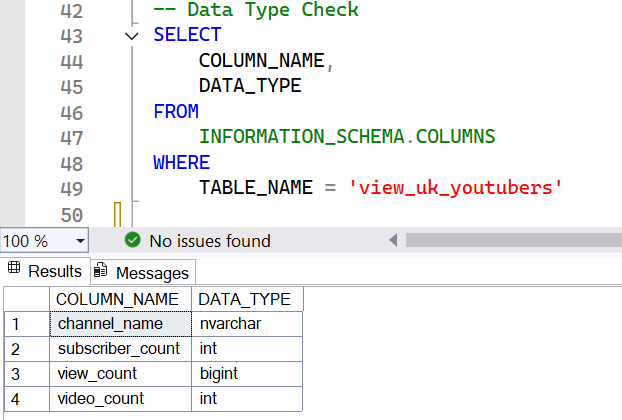 42 -- Data Type Check
43 SELECT
44 COLUMN_NAME,
45 DATA_TYPE
46 FROM
47 INFORMATION_SCHEMA.COLUMNS
48 WHERE
49 TABLE_NAME = 'view_uk_youtubers'
50
100 % No issues found
Results Messages
COLUMN_NAME DATA_TYPE
1 channel_name nvarchar
2 subscriber_count int
3 view_count bigint
4 video_count int